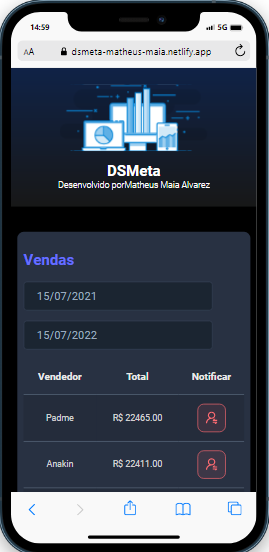 14:59
5G
AA
dsmeta-matheus-maia.netlify.app
DSMeta
Desenvolvido porMatheus Maia Alvarez
Vendas
15/07/2021
15/07/2022
Vendedor Total Notificar
Padme R$ 22465.00
Anakin R$ 22411.00